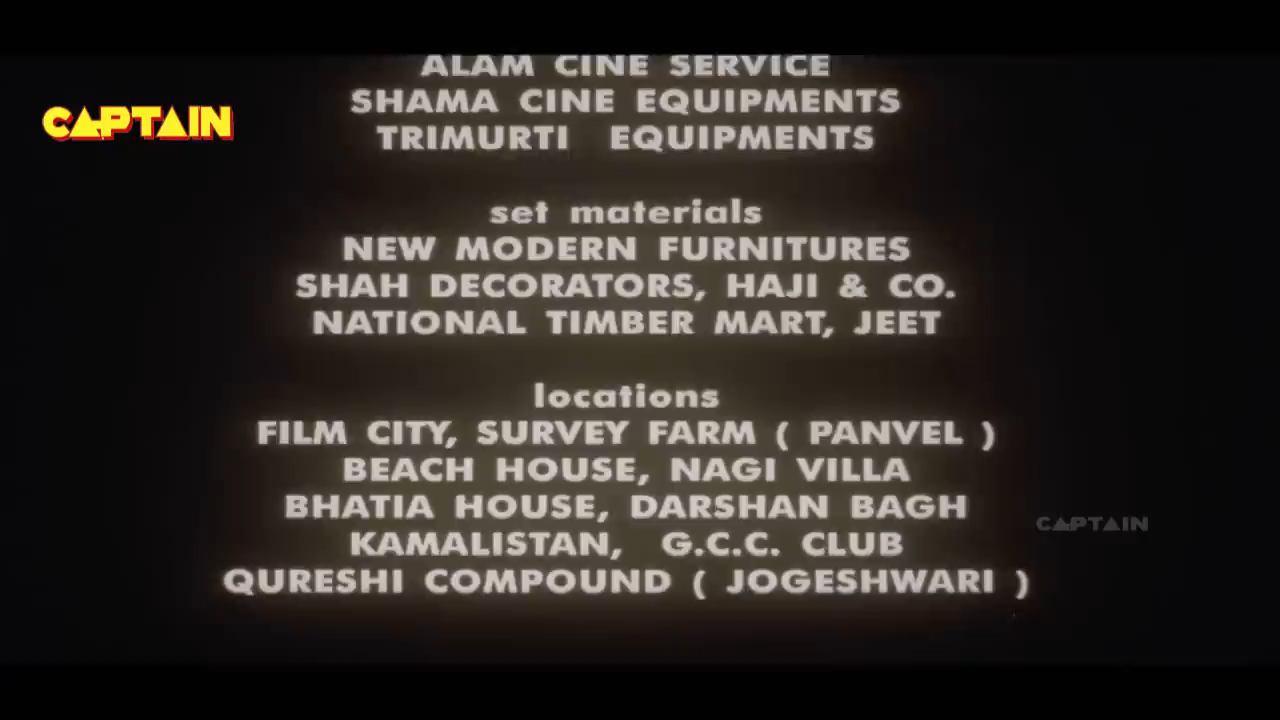 ALAM CINE SERVICE
CAPTAIN
SHAMA CINE EQUIPMENTS
TRIMURTI EQUIPMENTS
set materials
NEW MODERN FURNITURES
SHAH DECORATORS, HAJI & CO.
NATIONAL TIMBER MART, JEET
locations
FILM CITY, SURVEY FARM ( PANVEL )
BEACH HOUSE, NAGI VILLA
BHATIA HOUSE, DARSHAN BAGH
CAPTAIN
KAMALISTAN, G.C.C. CLUB
QURESHI COMPOUND ( JOGESHWARI )